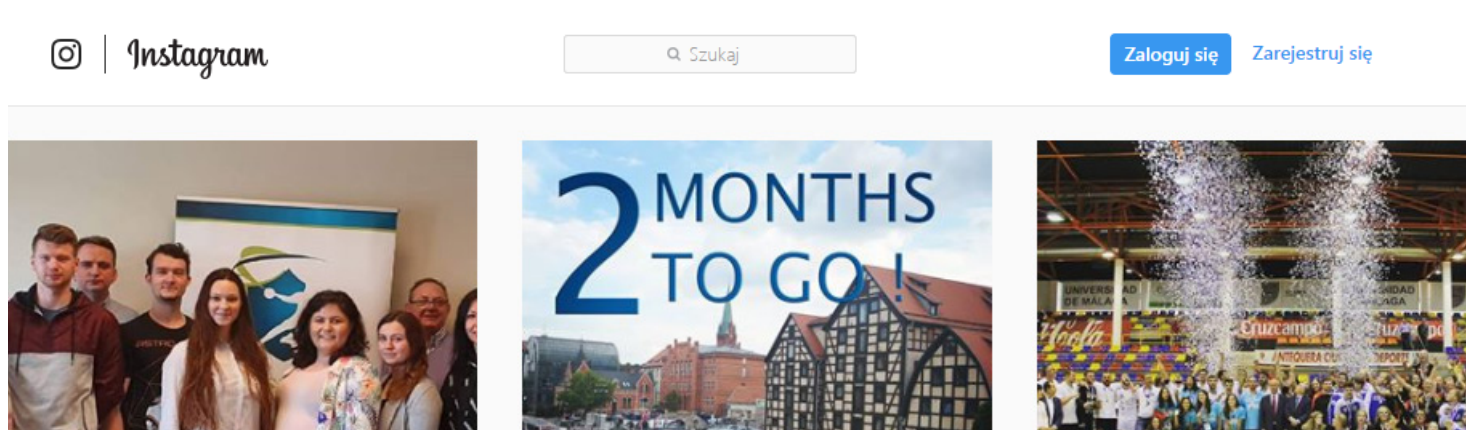 Instagram
Szukaj
Zaloguj się
Zarejestruj się
2 MONTHS
TO GO !
UNIVERSIDAD
DE MÁLAGA
Cruzcampo